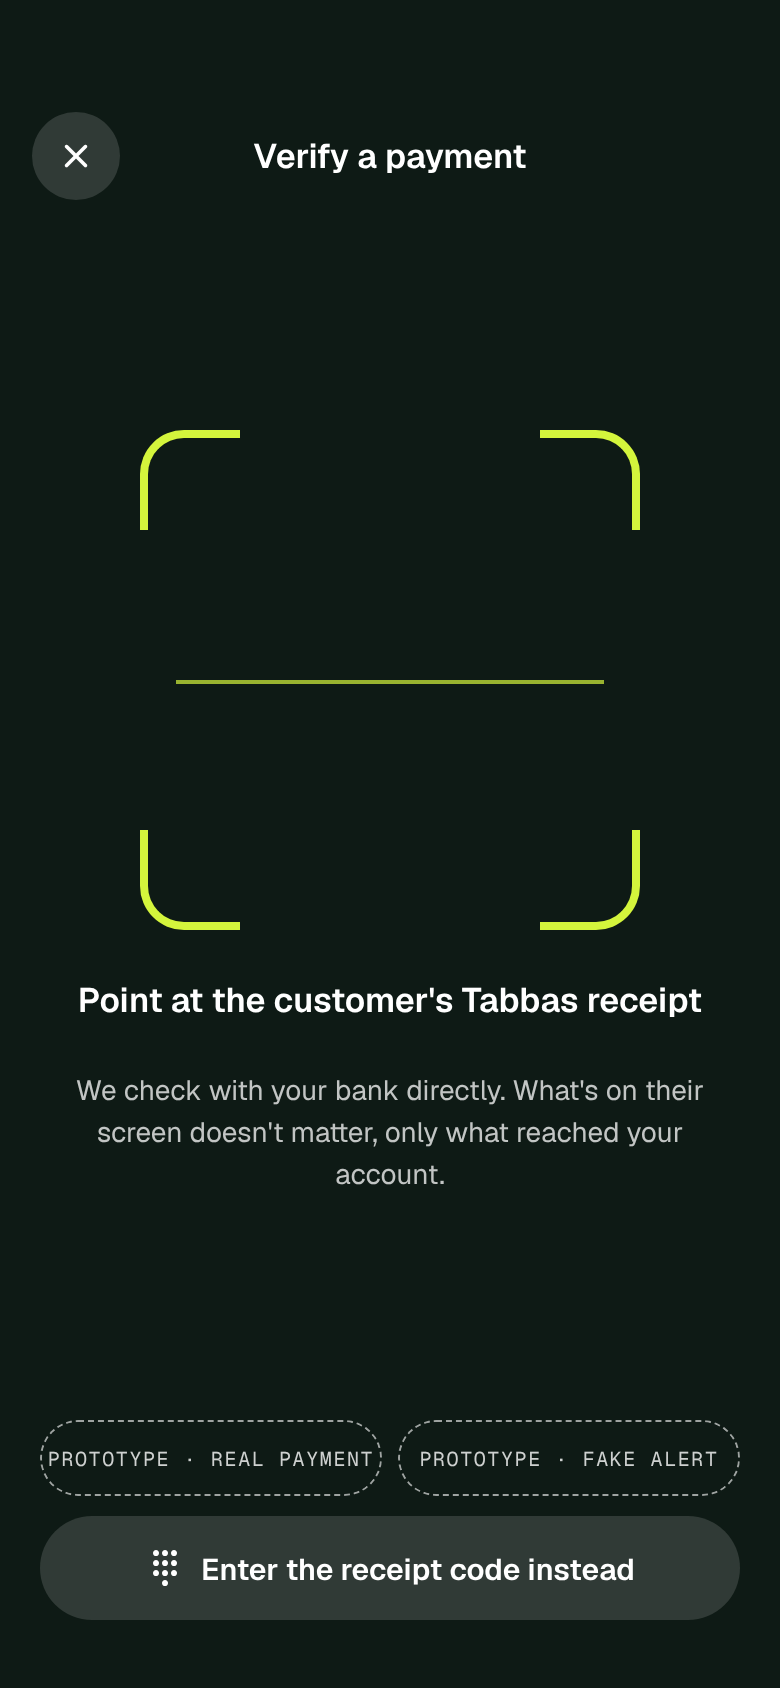 Verify a payment
Point at the customer's Tabbas receipt
We check with your bank directly. What's on their
screen doesn't matter, only what reached your
account.
PROTOTYPE · REAL PAYMENT
PROTOTYPE · FAKE ALERT
Enter the receipt code instead